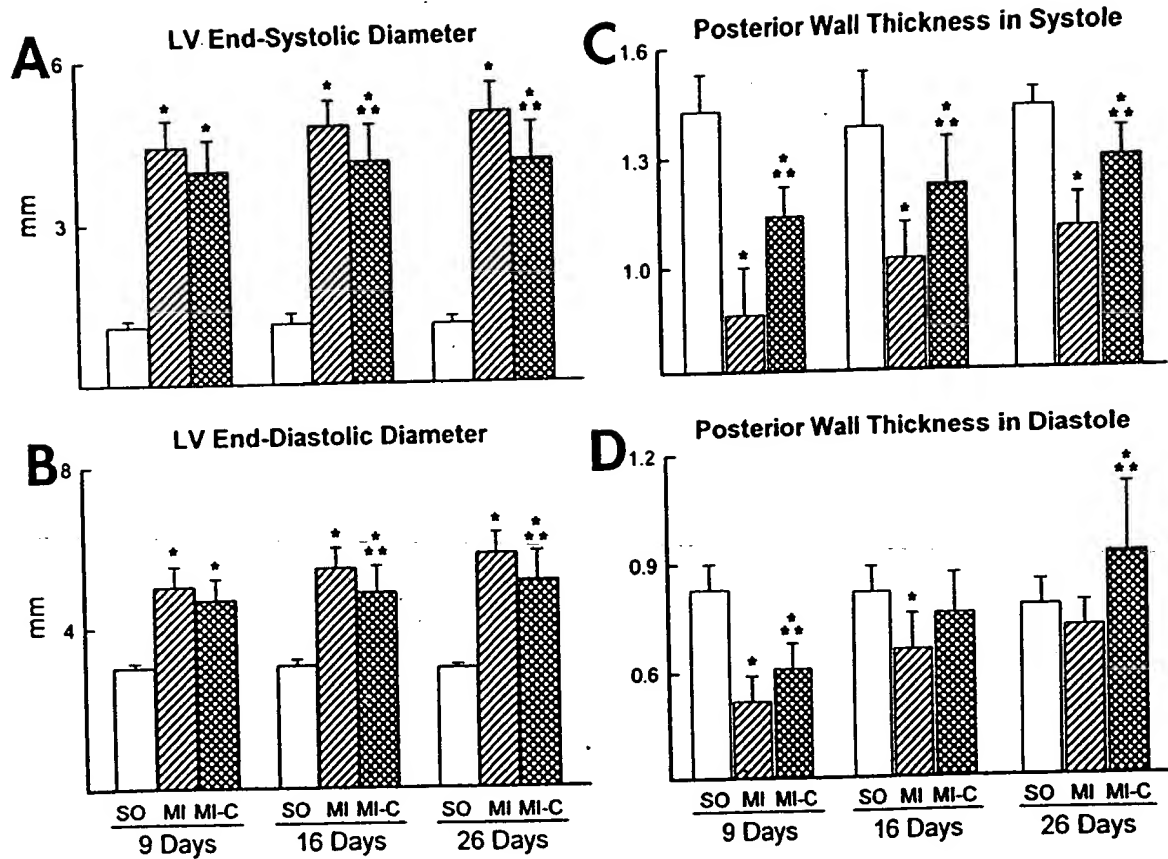 A
LV End-Systolic Diameter
6
3
mm
* * * * ** * * **
B
LV End-Diastolic Diameter
8
4
mm
* * * * ** * * **
SO MI MI-C SO MI MI-C SO MI MI-C
9 Days 16 Days 26 Days
C
Posterior Wall Thickness in Systole
1.6
1.3
1.0
* * ** * * ** * * **
D
Posterior Wall Thickness in Diastole
1.2
0.9
0.6
* * ** * * **
SO MI MI-C SO MI MI-C SO MI MI-C
9 Days 16 Days 26 Days